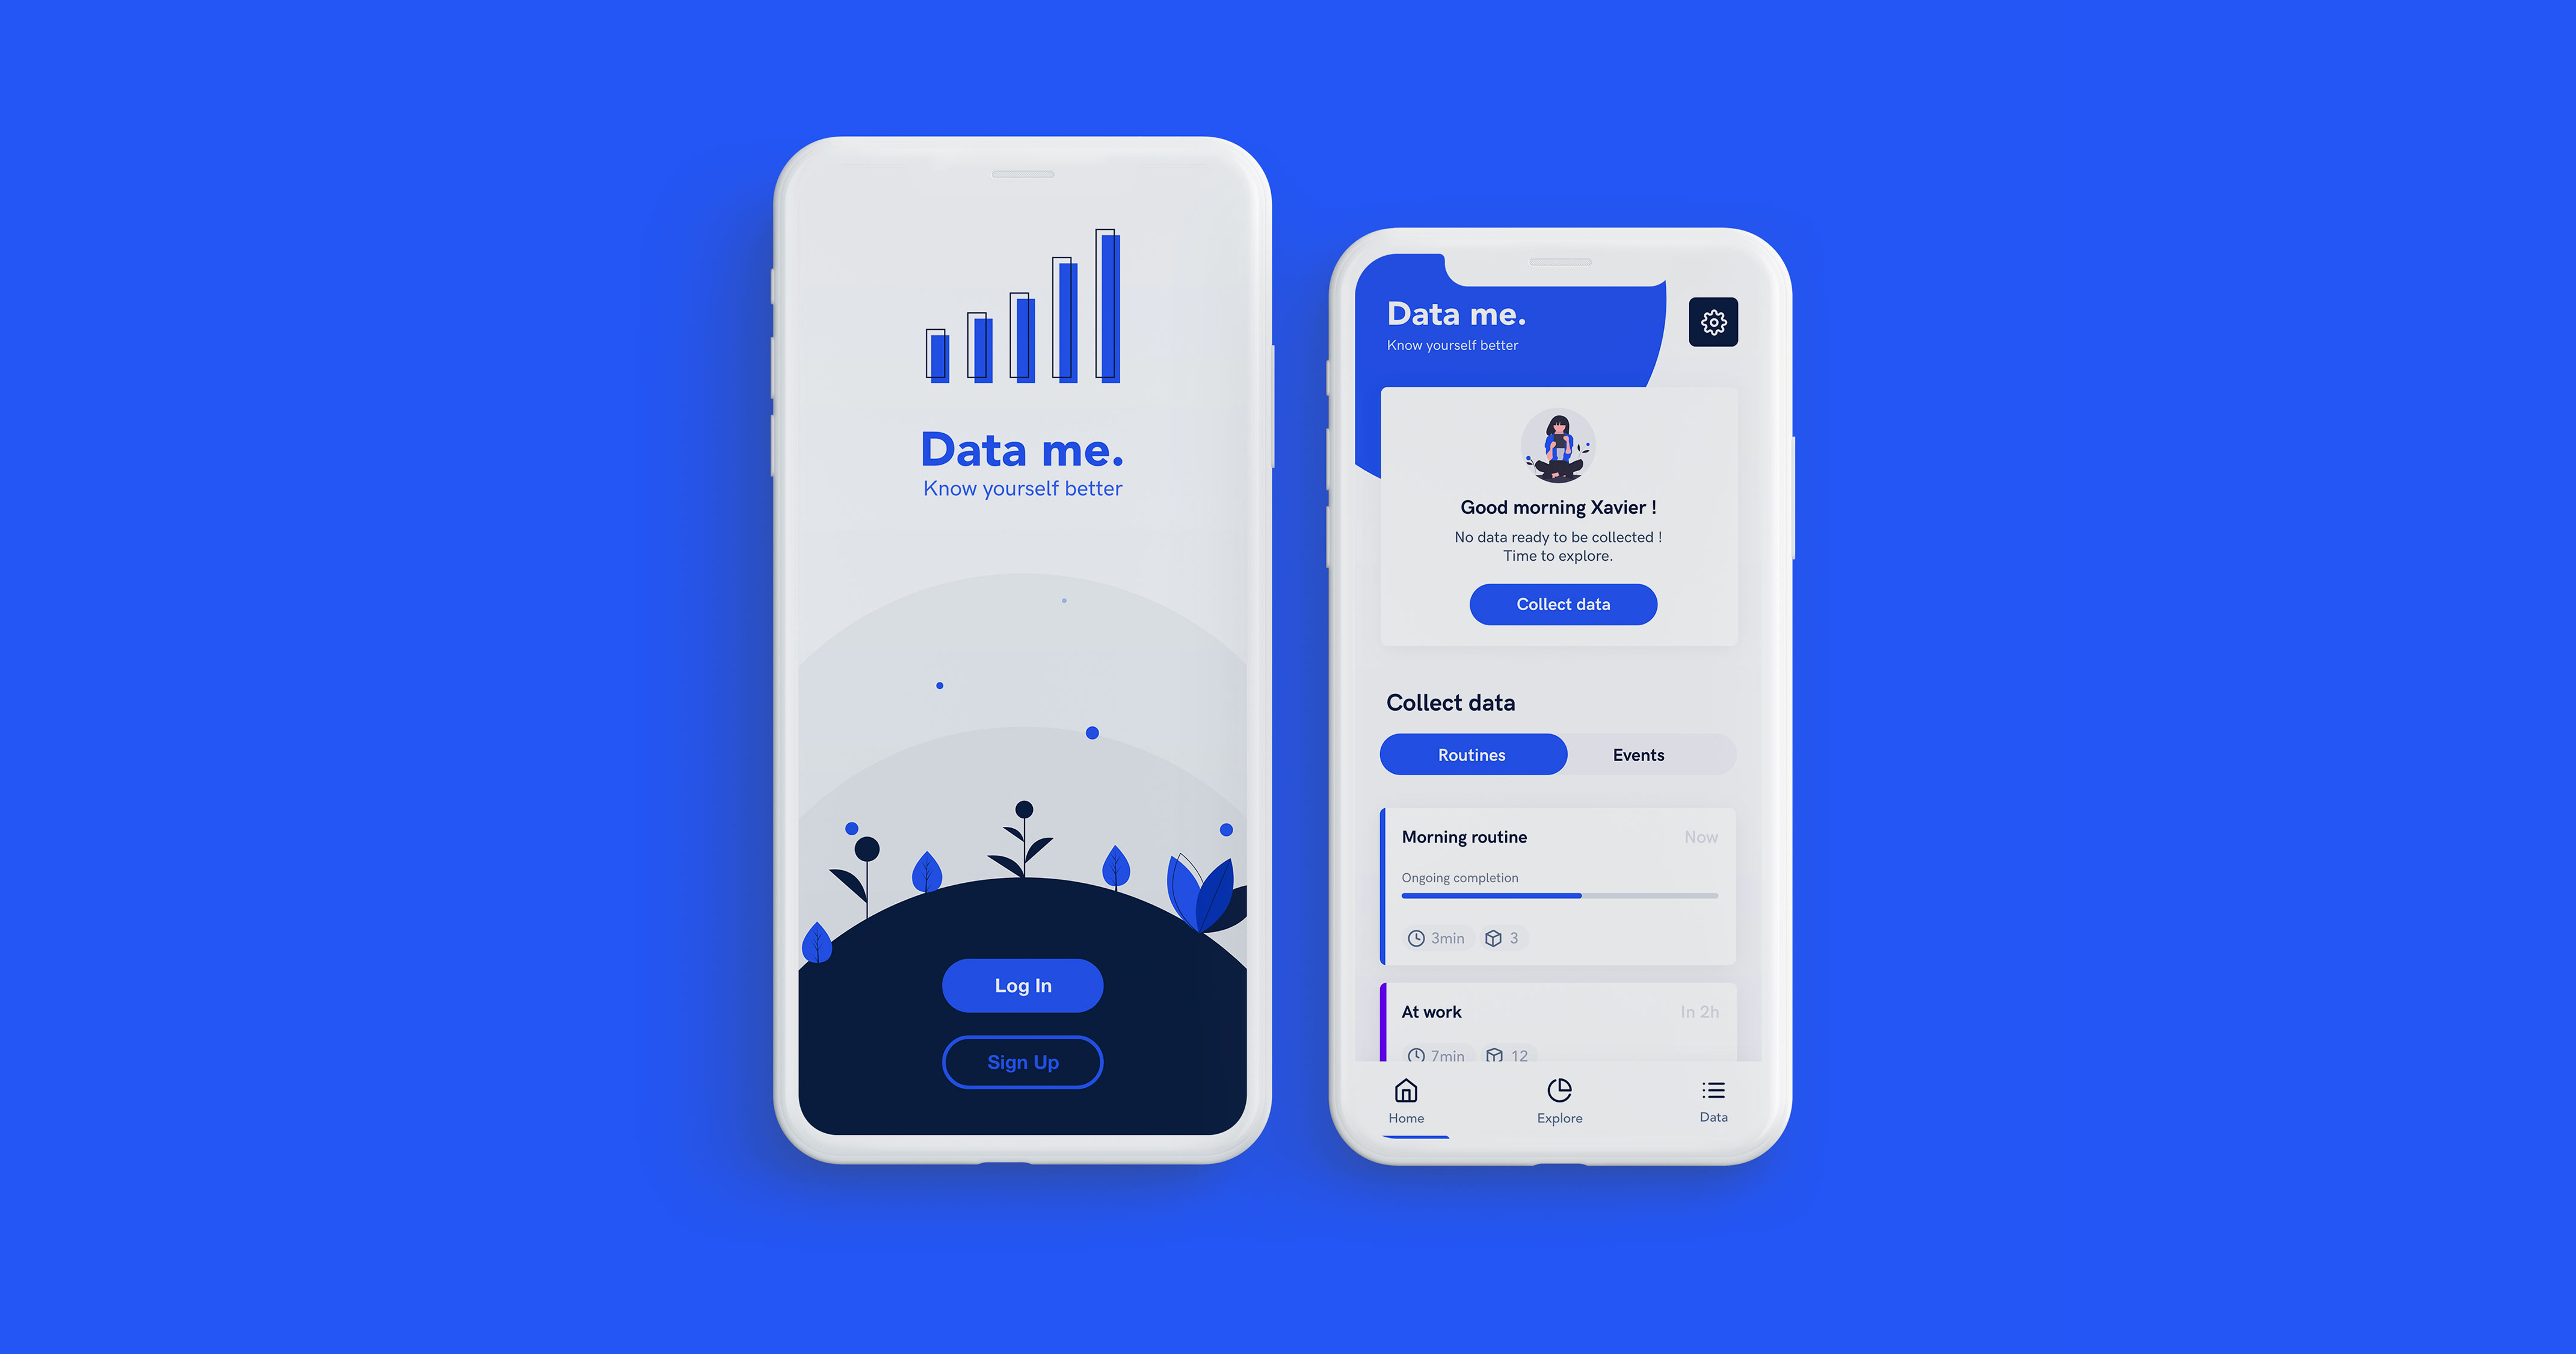 Data me.
Know yourself better
Log In
Sign Up
Data me.
Know yourself better
Good morning Xavier !
No data ready to be collected !
Time to explore.
Collect data
Collect data
Routines Events
Morning routine Now
Ongoing completion
3min 3
At work In 2h
7min 12
Home Explore Data